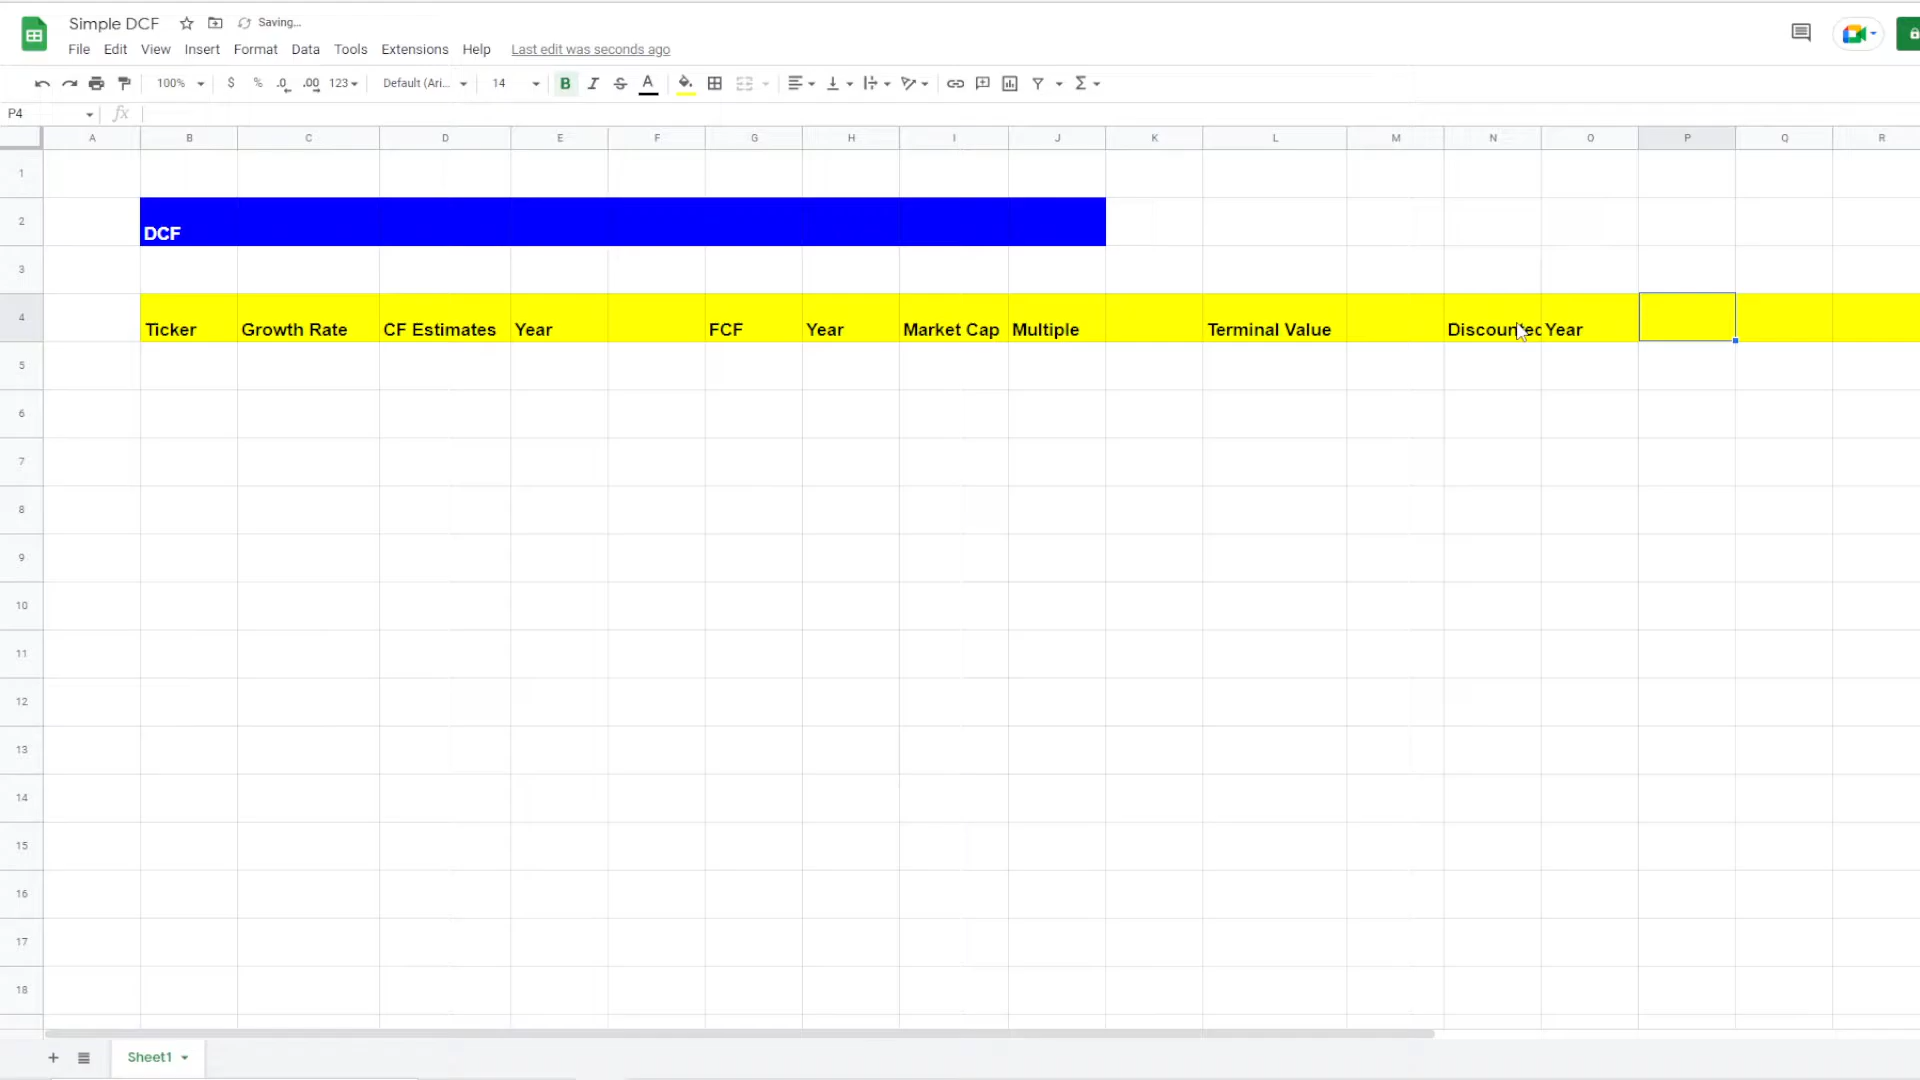 Simple DCF Saving...
File Edit View Insert Format Data Tools Extensions Help Last edit was seconds ago
100% $ % .0 .00 123 Default (Ari... 14 B I S A Σ
P4 fx
A B C D E F G H I J K L M N O P Q R
1
2 DCF
3
4 Ticker Growth Rate CF Estimates Year FCF Year Market Cap Multiple Terminal Value Discounted Year
5
6
7
8
9
10
11
12
13
14
15
16
17
18
+ Sheet1